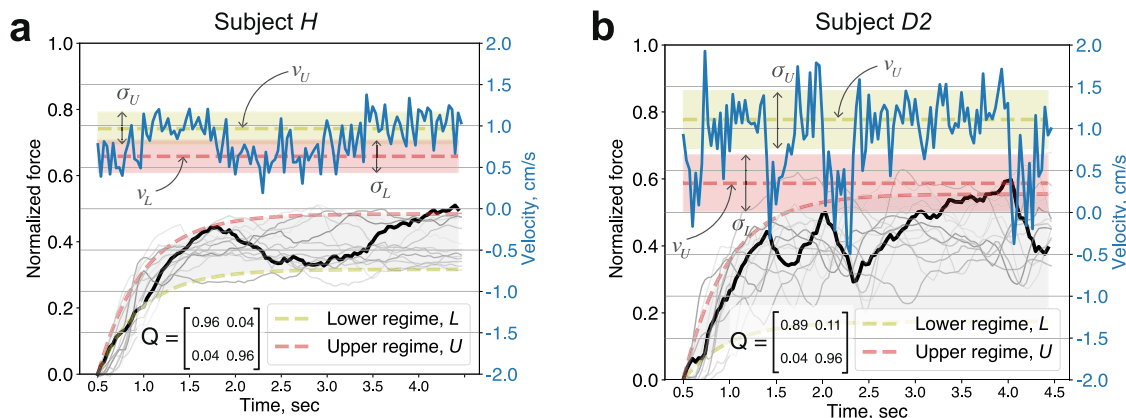 a
Subject H
Normalized force
1.0
0.8
0.6
0.4
0.2
0.0
0.5 1.0 1.5 2.0 2.5 3.0 3.5 4.0
Time, sec
2.0
1.5
1.0
0.5
0.0
-0.5
-1.0
-1.5
-2.0
Velocity, cm/s
σU
vU
vL
σL
Q = [0.96 0.04
0.04 0.96]
Lower regime, L
Upper regime, U
b
Subject D2
Normalized force
1.0
0.8
0.6
0.4
0.2
0.0
0.5 1.0 1.5 2.0 2.5 3.0 3.5 4.0 4.5
Time, sec
2.0
1.5
1.0
0.5
0.0
-0.5
-1.0
-1.5
-2.0
Velocity, cm/s
σU
vU
vU
Q = [0.89 0.11
0.04 0.96]
Lower regime, L
Upper regime, U